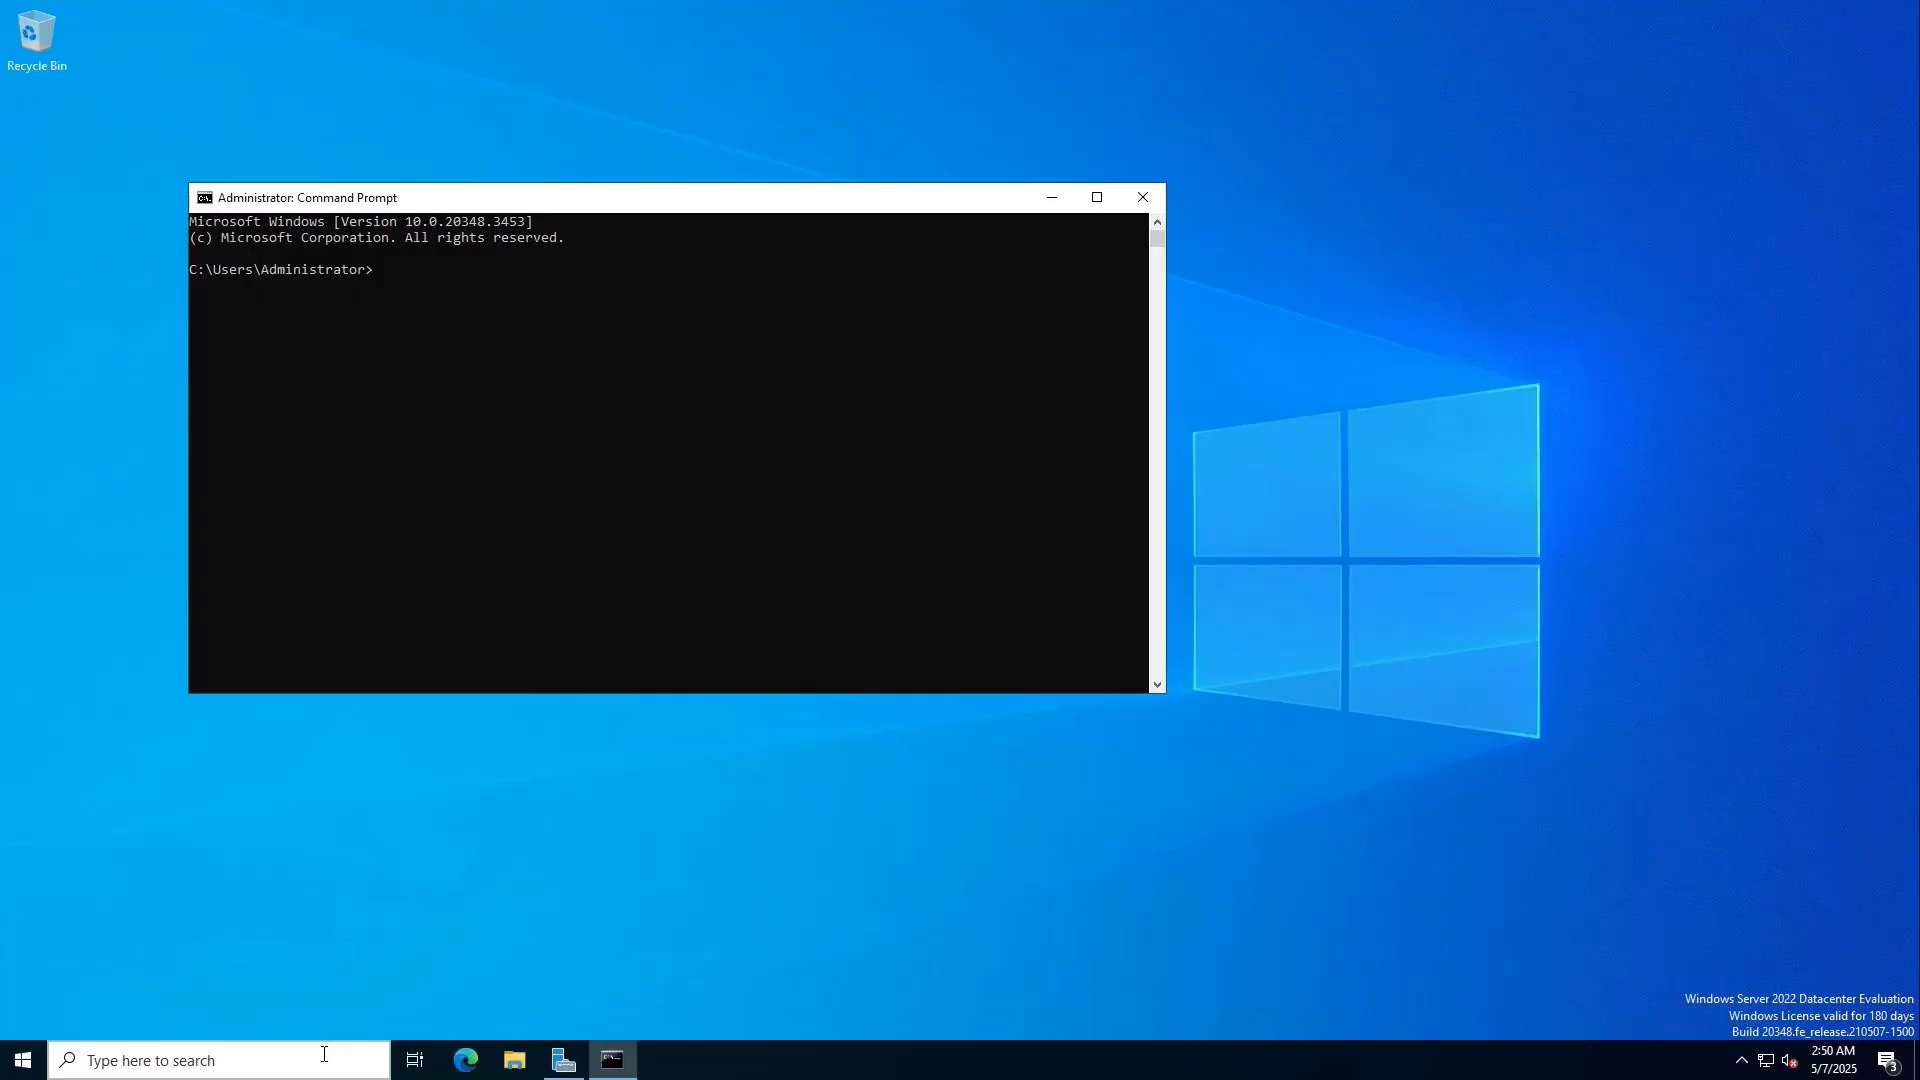 Recycle Bin
Administrator: Command Prompt
Microsoft Windows [Version 10.0.20348.3453]
(c) Microsoft Corporation. All rights reserved.
C:\Users\Administrator>
Windows Server 2022 Datacenter Evaluation
Windows License valid for 180 days
Build 20348.fe_release.210507-1500
Type here to search
2:50 AM
5/7/2025
3